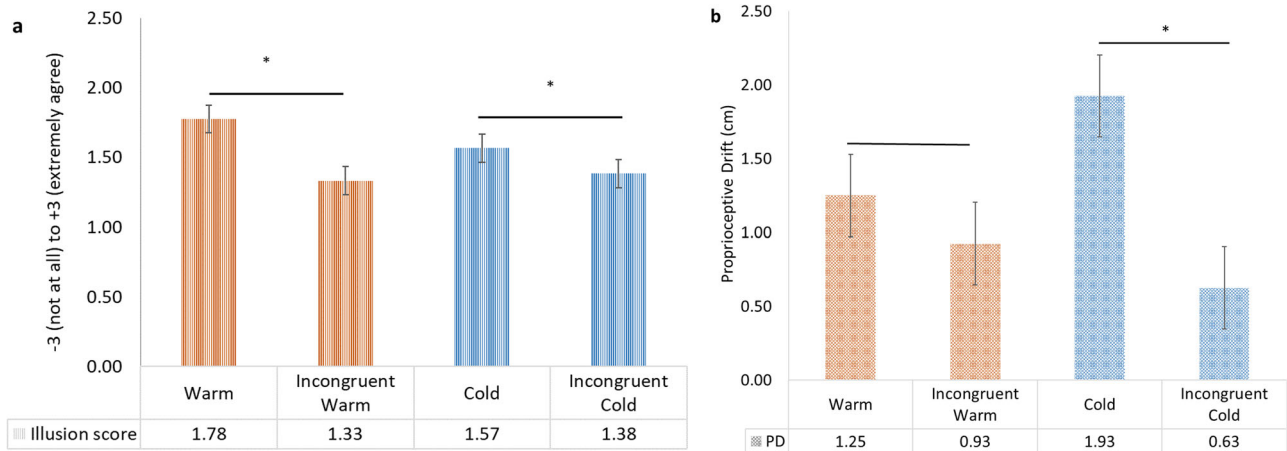 a
-3 (not at all) to +3 (extremely agree)
2.50
2.00
1.50
1.00
0.50
0.00
*
*
Warm
Incongruent
Warm
Cold
Incongruent
Cold
Illusion score
1.78
1.33
1.57
1.38
b
Proprioceptive Drift (cm)
2.50
2.00
1.50
1.00
0.50
0.00
*
Warm
Incongruent
Warm
Cold
Incongruent
Cold
PD
1.25
0.93
1.93
0.63